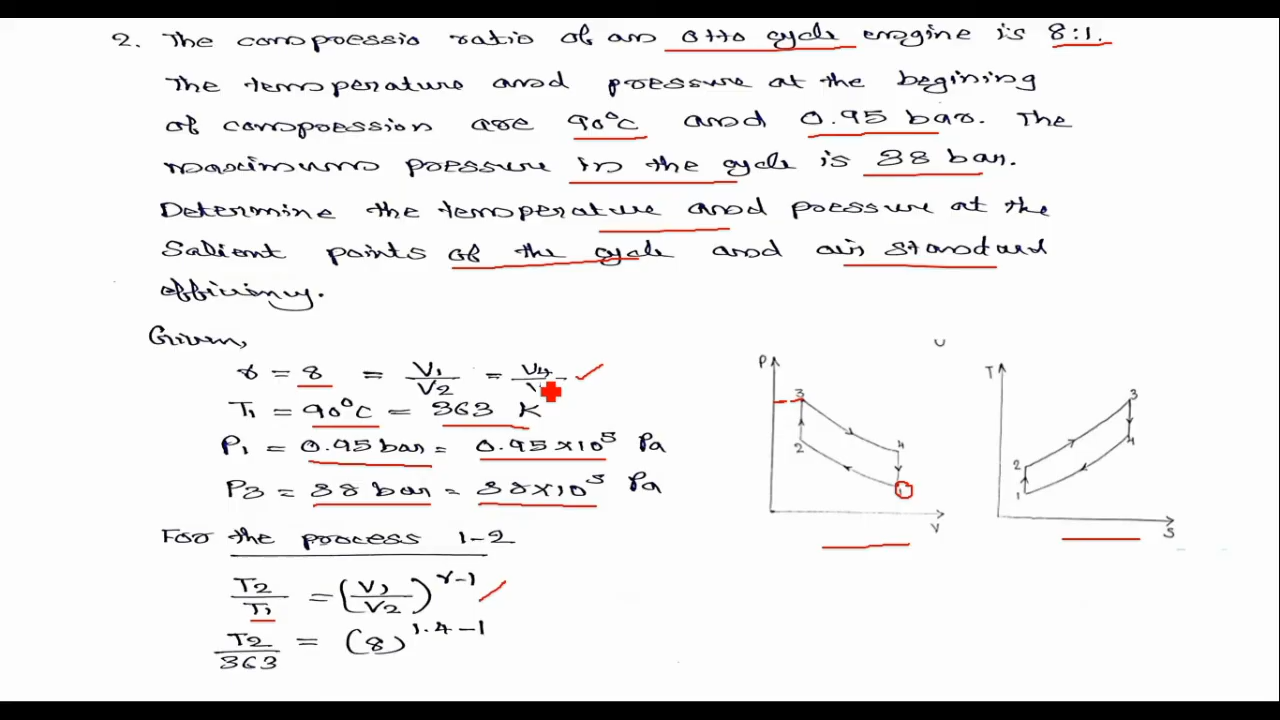 2. The compressio ratio of an otto cycle engine is 8:1.
The temperature and pressure at the begining
of compression are 90°C and 0.95 bar. The
maximum pressure in the cycle is 38 bar.
Determine the temperature and pressure at the
Salient points of the cycle and air standard
efficiency.
Given,
r = 8 = V1/V2 = V4/
T1 = 90°C = 363 K
P1 = 0.95 bar = 0.95×10^5 Pa
P3 = 38 bar = 38×10^5 Pa
For the process 1-2
T2/T1 = (V1/V2)^γ-1
T2/363 = (8)^1.4-1
P
3
2
4
1
V
T
3
4
2
1
S